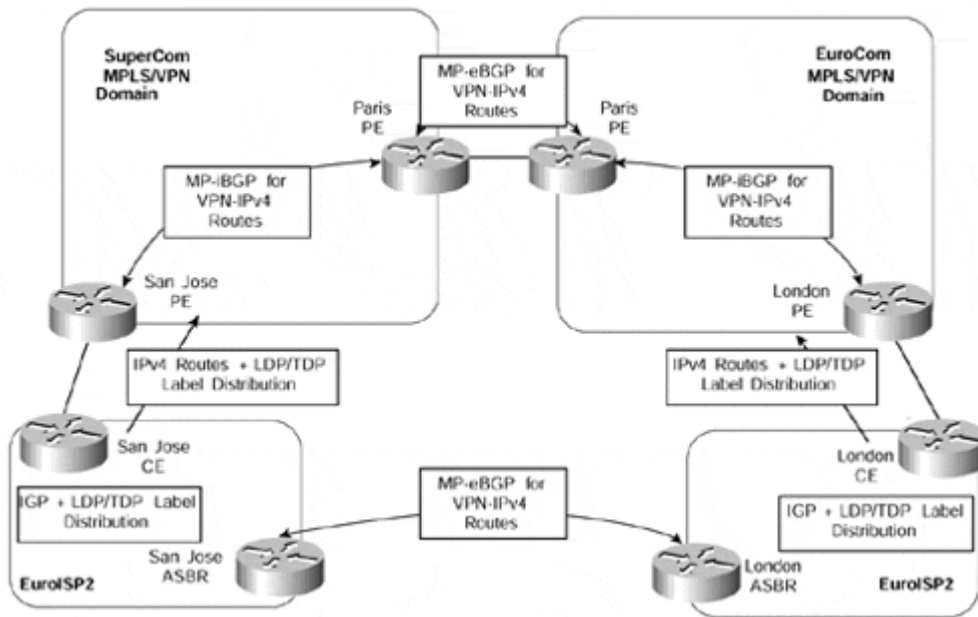 SuperCom
MPLS/VPN
Domain
MP-eBGP for
VPN-IPv4
Routes
EuroCom
MPLS/VPN
Domain
Paris
PE
Paris
PE
MP-iBGP for
VPN-IPv4
Routes
MP-iBGP for
VPN-IPv4
Routes
San Jose
PE
London
PE
IPv4 Routes + LDP/TDP
Label Distribution
IPv4 Routes + LDP/TDP
Label Distribution
San Jose
CE
London
CE
IGP + LDP/TDP Label
Distribution
MP-eBGP for
VPN-IPv4
Routes
IGP + LDP/TDP Label
Distribution
San Jose
ASBR
London
ASBR
EuroISP2
EuroISP2